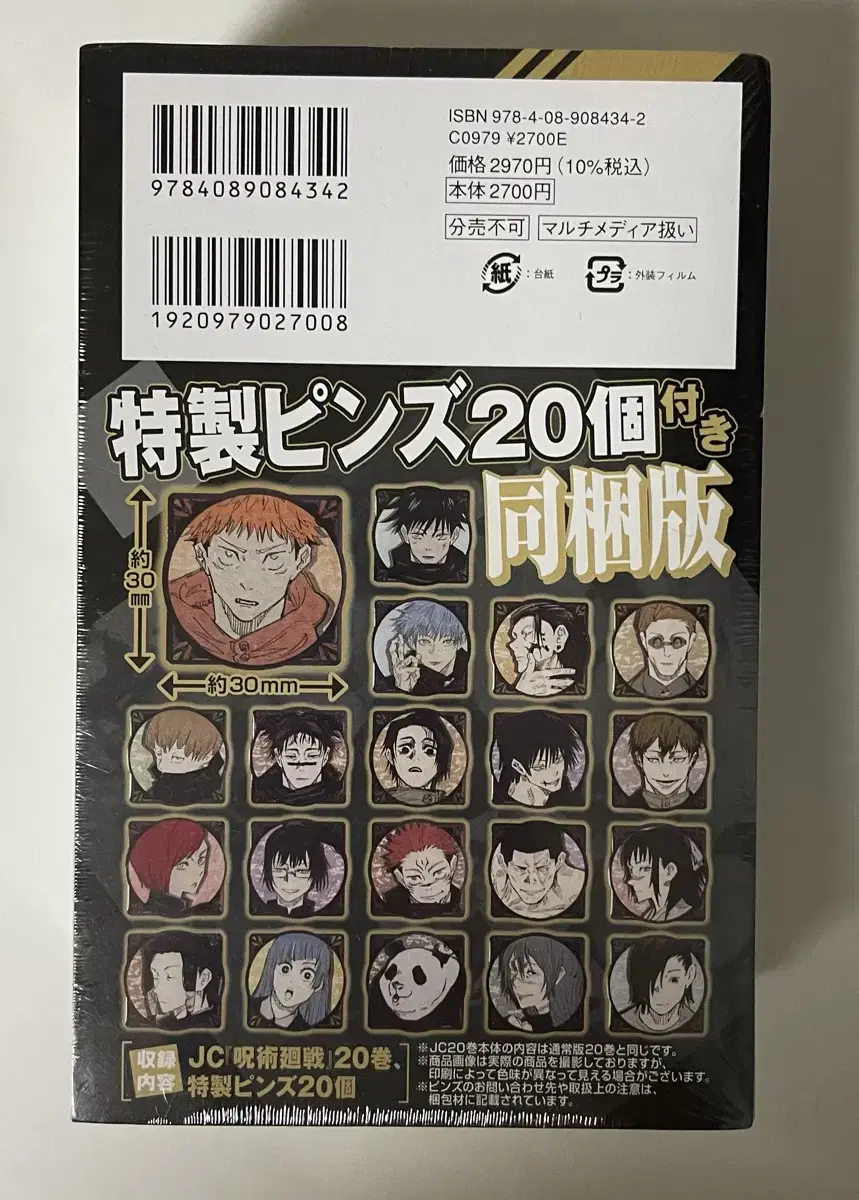 9784089084342
1920979027008
ISBN 978-4-08-908434-2
C0979 ¥2700E
価格2970円(10%税込)
本体2700円
分売不可 マルチメディア扱い
紙:台紙 プラ:外装フィルム
特製ピンズ20個付き
同梱版
約30mm
約30mm
収録内容
JC『呪術廻戦』20巻、
特製ピンズ20個
※JC20巻本体の内容は通常版20巻と同じです。
※商品画像は実際の商品を撮影しておりますが、
印刷によって色味が異なって見える場合がございます。
※ピンズのお問い合わせ先や取扱上の注意は、
梱包材に記載されています。